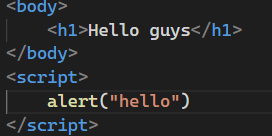 <body>
<h1>Hello guys</h1>
</body>
<script>
alert("hello")
</script>